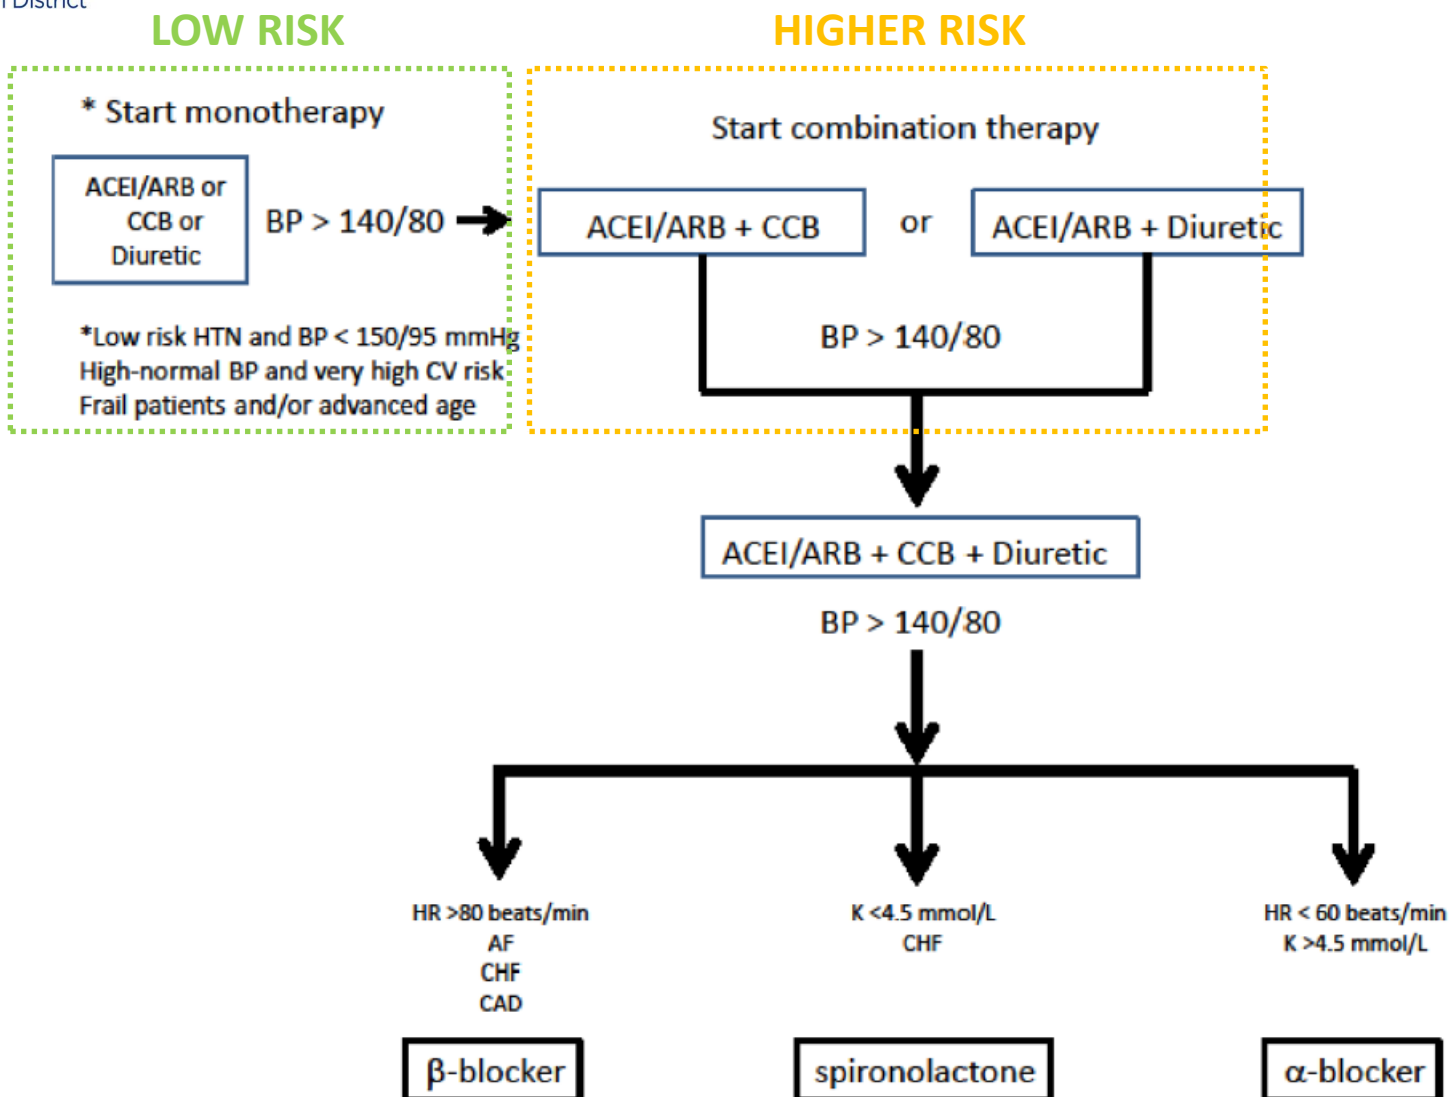 District
LOW RISK
HIGHER RISK
* Start monotherapy
ACEI/ARB or
CCB or
Diuretic
BP > 140/80
*Low risk HTN and BP < 150/95 mmHg
High-normal BP and very high CV risk
Frail patients and/or advanced age
Start combination therapy
ACEI/ARB + CCB
or
ACEI/ARB + Diuretic
BP > 140/80
ACEI/ARB + CCB + Diuretic
BP > 140/80
HR >80 beats/min
AF
CHF
CAD
β-blocker
K <4.5 mmol/L
CHF
spironolactone
HR < 60 beats/min
K >4.5 mmol/L
α-blocker